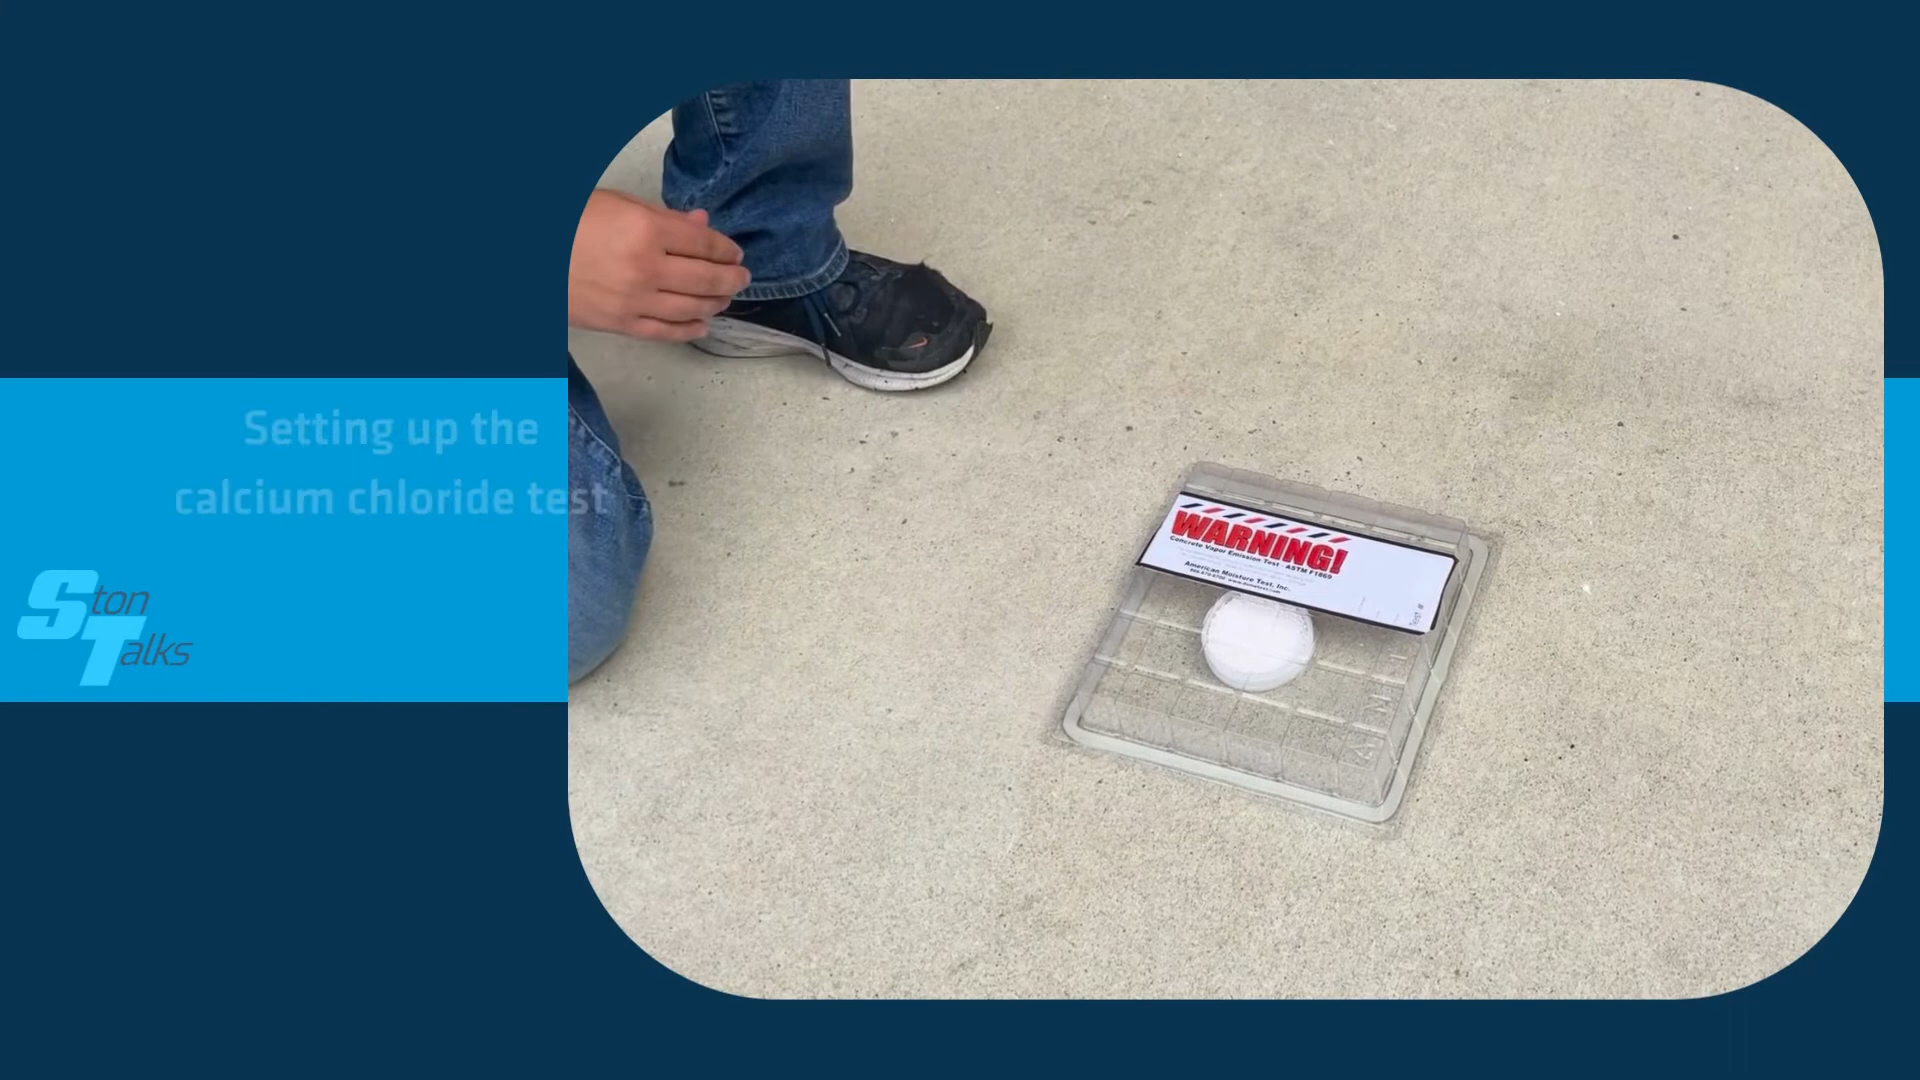 Setting up the
calcium chloride test
Ston
Talks
WARNING!
Concrete Vapor Emission Test - ASTM F1869
American Moisture Test, Inc.
Test #